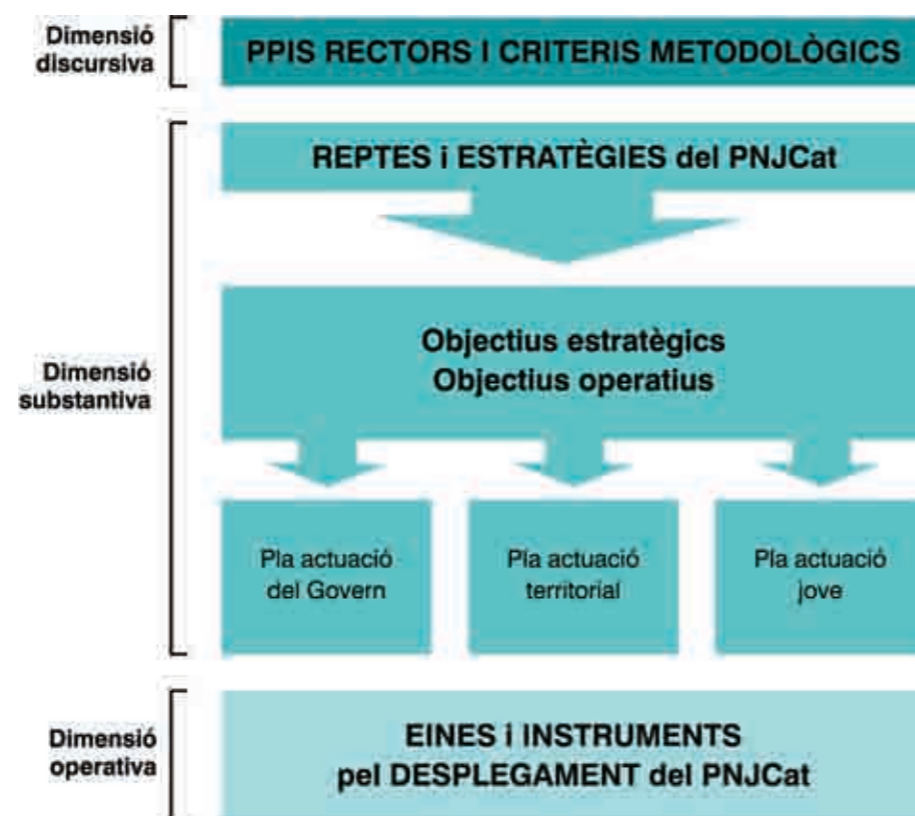 Dimensió
discursiva
PPIS RECTORS I CRITERIS METODOLÒGICS
REPTES i ESTRATÈGIES del PNJCat
Dimensió
substantiva
Objectius estratègics
Objectius operatius
Pla actuació
del Govern
Pla actuació
territorial
Pla actuació
jove
Dimensió
operativa
EINES i INSTRUMENTS
pel DESPLEGAMENT del PNJCat